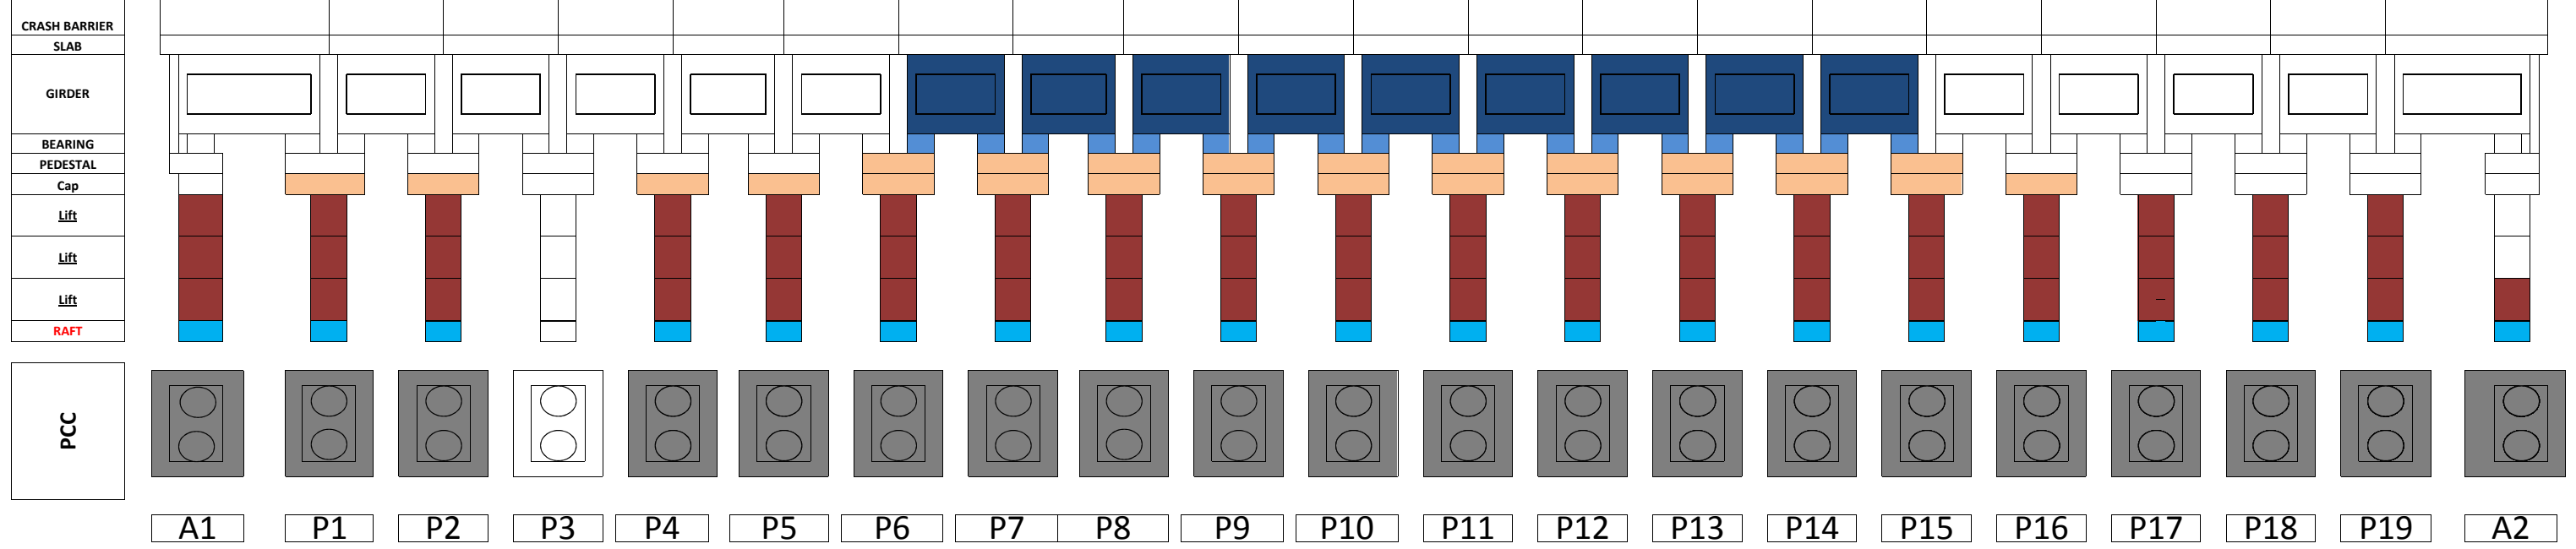 CRASH BARRIER
SLAB
GIRDER
BEARING
PEDESTAL
Cap
Lift
Lift
Lift
RAFT
PCC
A1 P1 P2 P3 P4 P5 P6 P7 P8 P9 P10 P11 P12 P13 P14 P15 P16 P17 P18 P19 A2